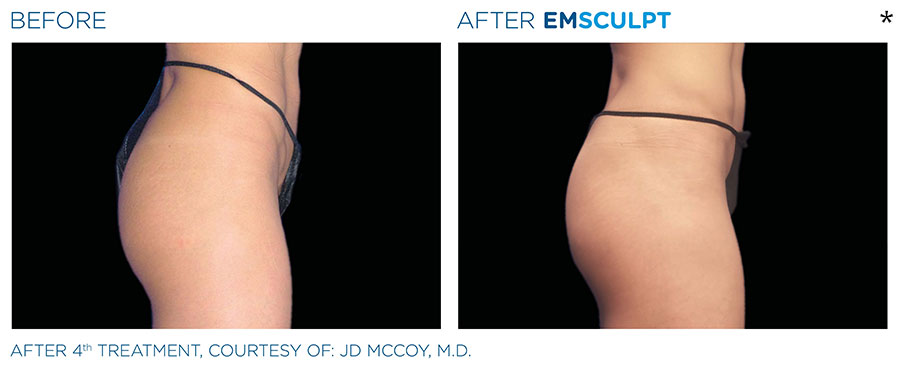 BEFORE
AFTER EMSCULPT
*
AFTER 4th TREATMENT, COURTESY OF: JD MCCOY, M.D.